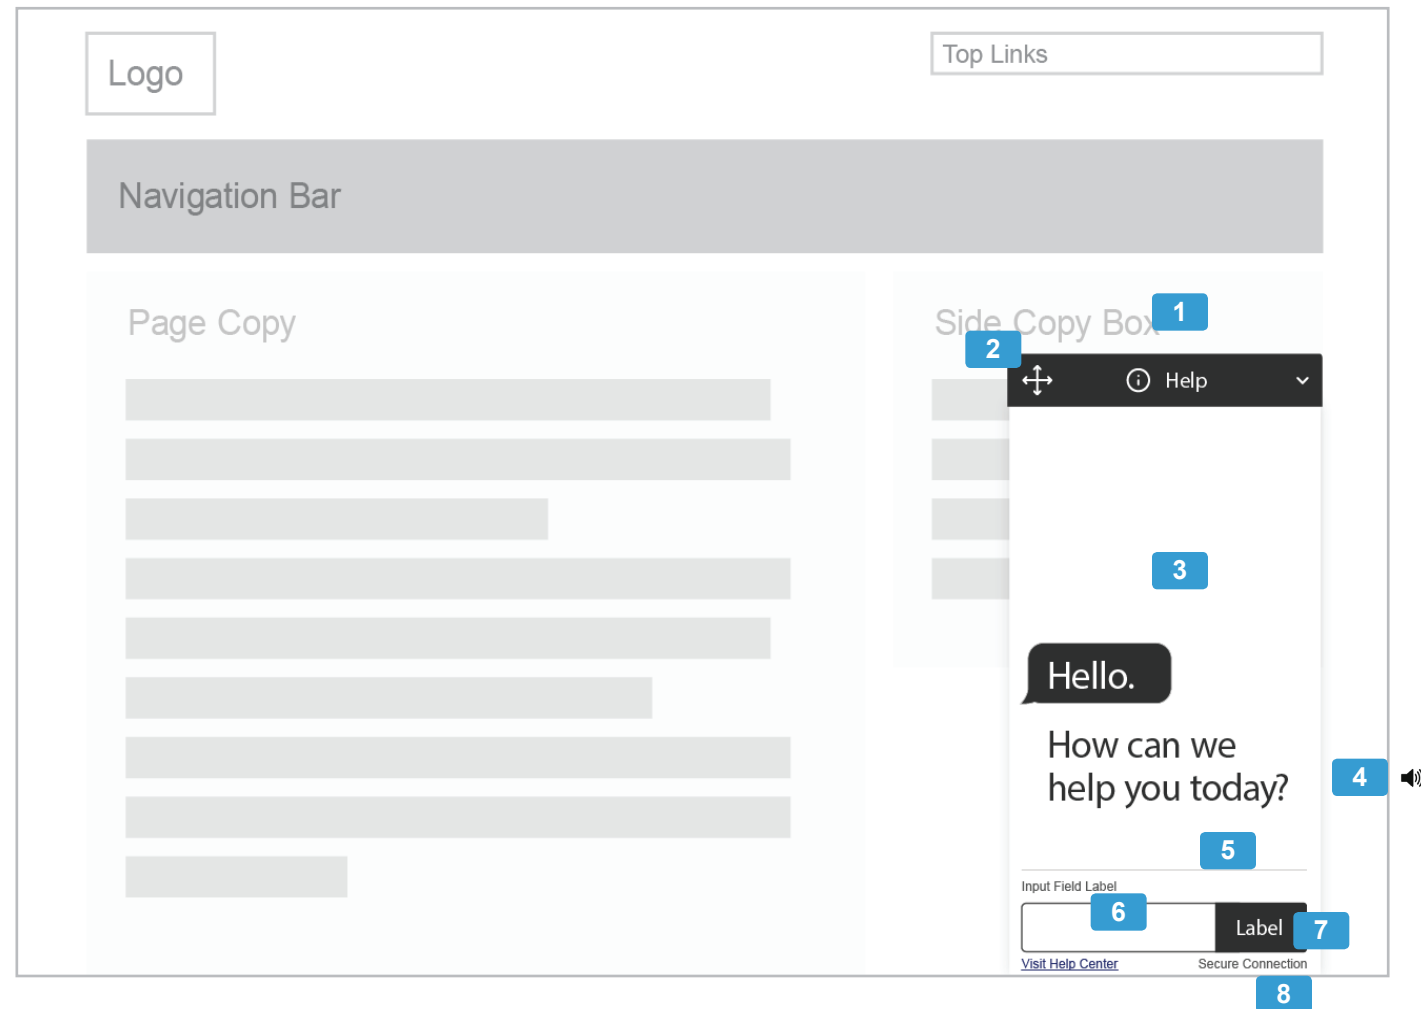 Logo
Top Links
Navigation Bar
Page Copy
Side Copy Box
1
2
Help
3
Hello.
How can we
help you today?
4
5
Input Field Label
6
Label
7
Visit Help Center
Secure Connection
8